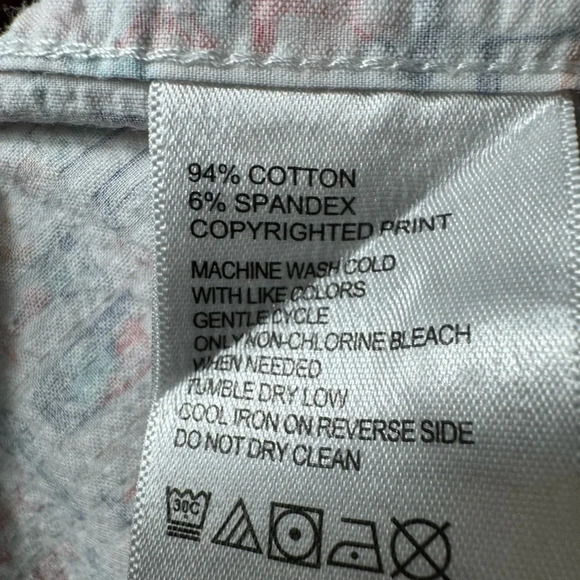 94% COTTON
6% SPANDEX
COPYRIGHTED PRINT
MACHINE WASH COLD
WITH LIKE COLORS
GENTLE CYCLE
ONLY NON-CHLORINE BLEACH
WHEN NEEDED
TUMBLE DRY LOW
COOL IRON ON REVERSE SIDE
DO NOT DRY CLEAN
30C